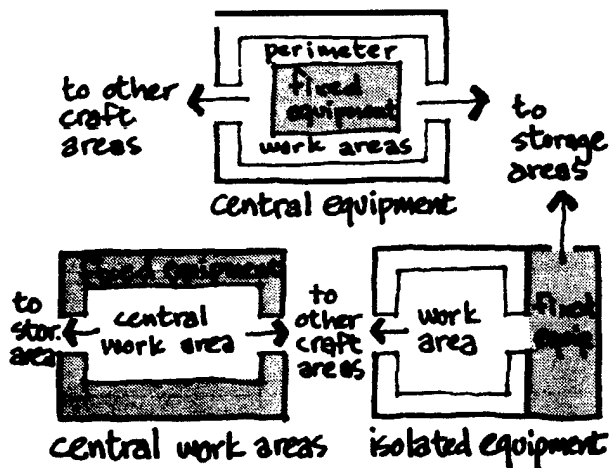 perimeter
fixed
equipment
work areas
to other
craft
areas
to
storage
areas
central equipment
fixed equipment
to
stor.
area
central
work area
to
other
craft
areas
work
area
fixed
equip.
central work areas
isolated equipment